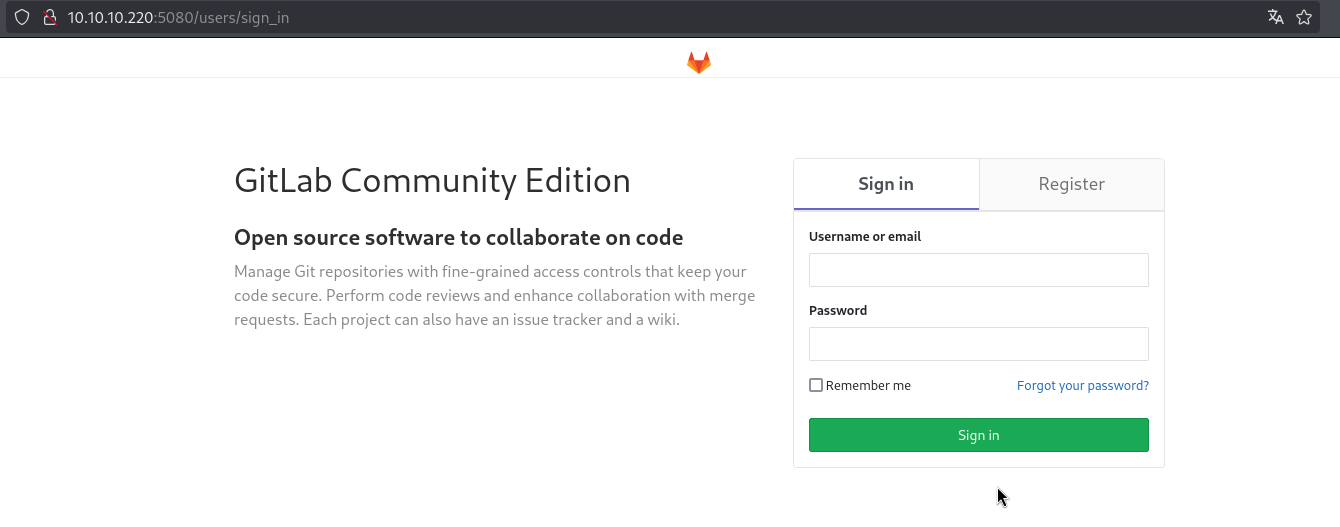 10.10.10.220:5080/users/sign_in
GitLab Community Edition
Open source software to collaborate on code
Manage Git repositories with fine-grained access controls that keep your
code secure. Perform code reviews and enhance collaboration with merge
requests. Each project can also have an issue tracker and a wiki.
Sign in
Register
Username or email
Password
Remember me
Forgot your password?
Sign in